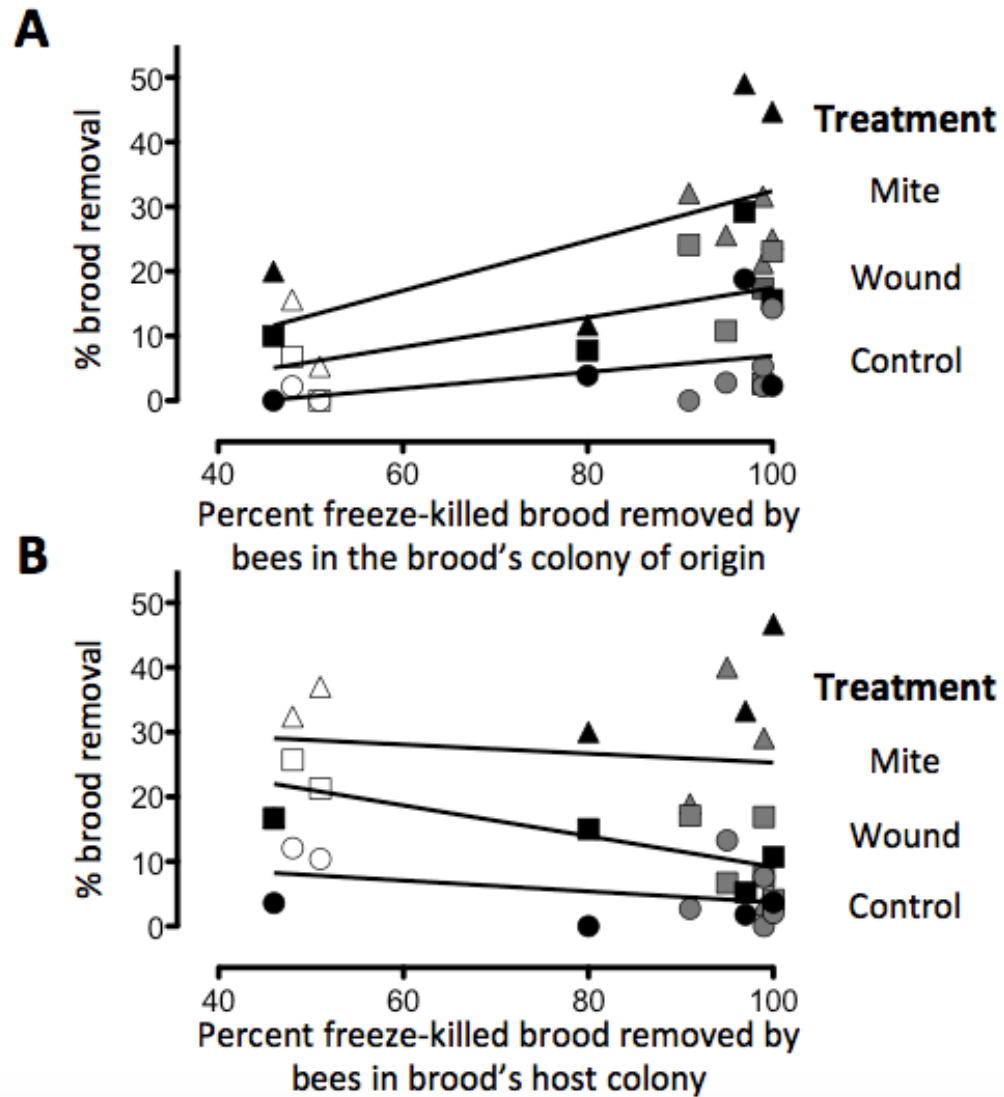 A
50
40
30
20
10
0
% brood removal
Treatment
Mite
Wound
Control
40 60 80 100
Percent freeze-killed brood removed by
bees in the brood's colony of origin
B
50
40
30
20
10
0
% brood removal
Treatment
Mite
Wound
Control
40 60 80 100
Percent freeze-killed brood removed by
bees in brood's host colony